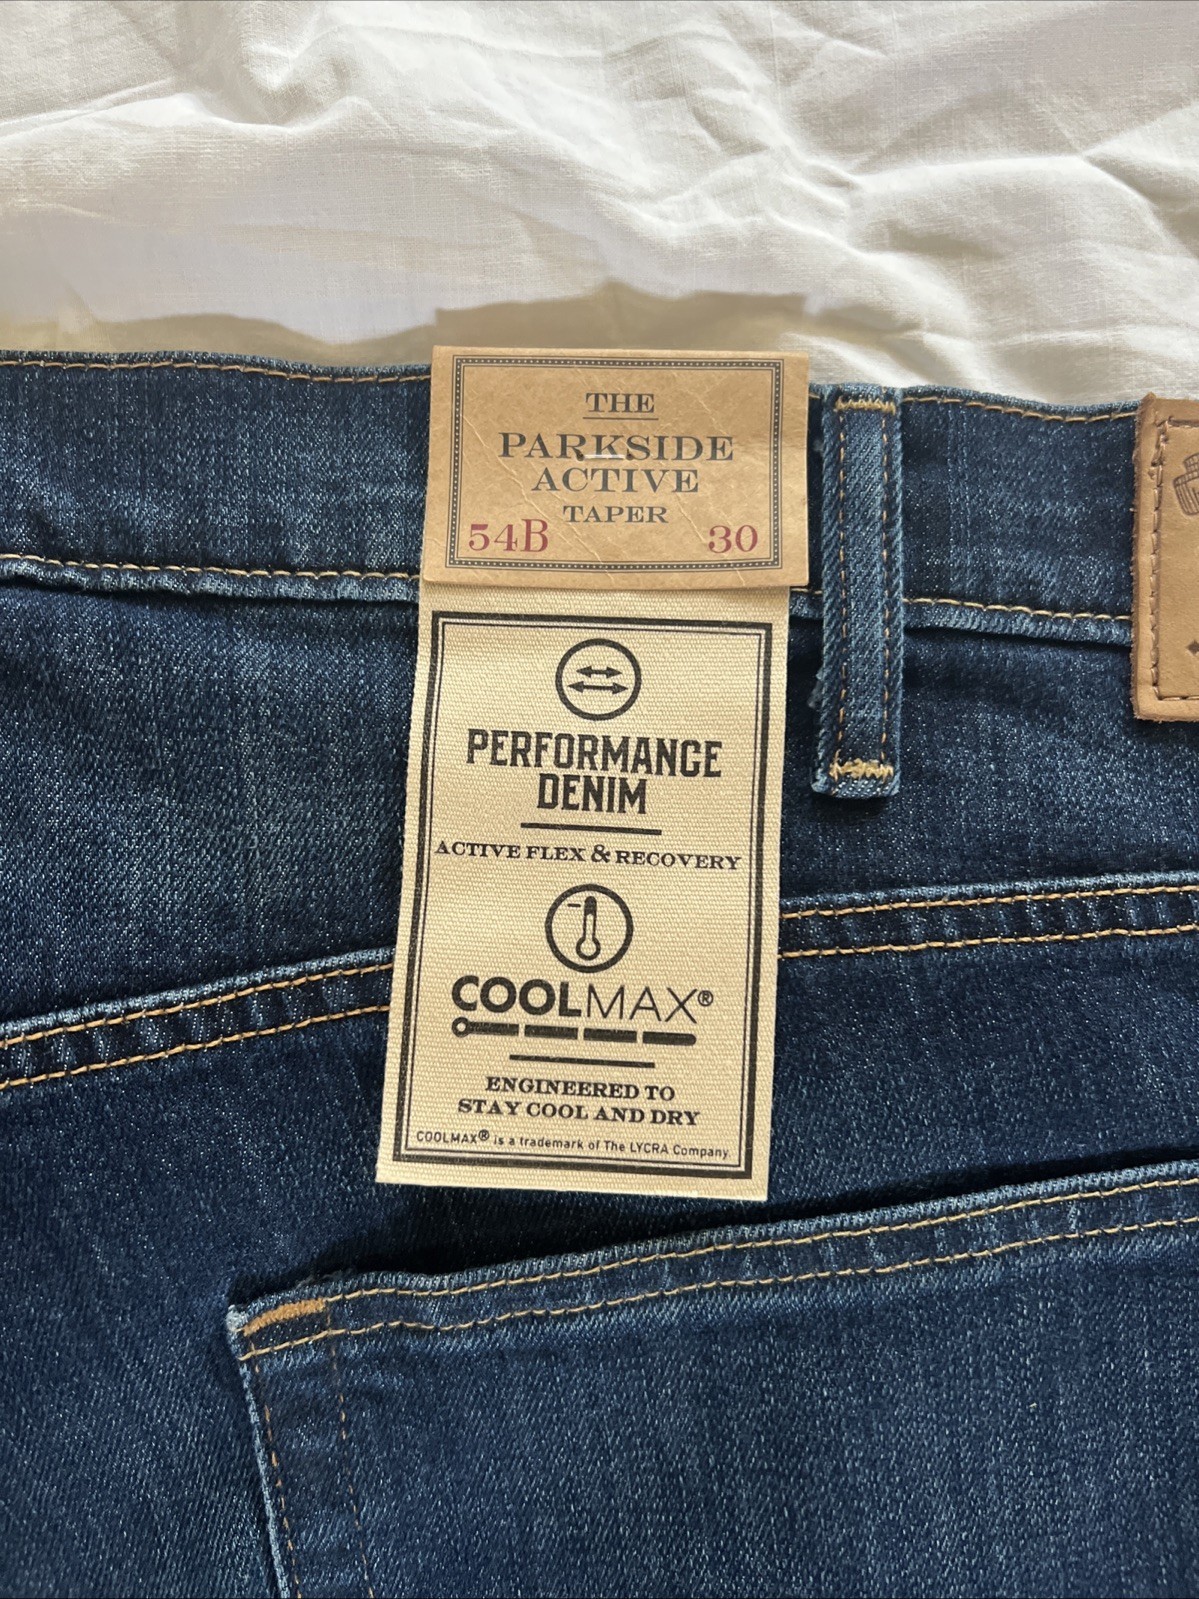 THE
PARKSIDE
ACTIVE
TAPER
54B 30
PERFORMANCE
DENIM
ACTIVE FLEX & RECOVERY
COOLMAX®
ENGINEERED TO
STAY COOL AND DRY
COOLMAX® is a trademark of The LYCRA Company